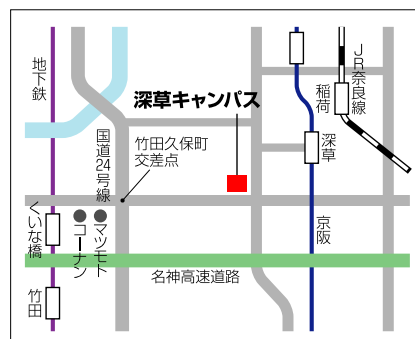 地下鉄
国道24号線
深草キャンパス
竹田久保町
交差点
JR奈良線
稲荷
深草
京阪
くいな橋
コーナン
マツモト
名神高速道路
竹田